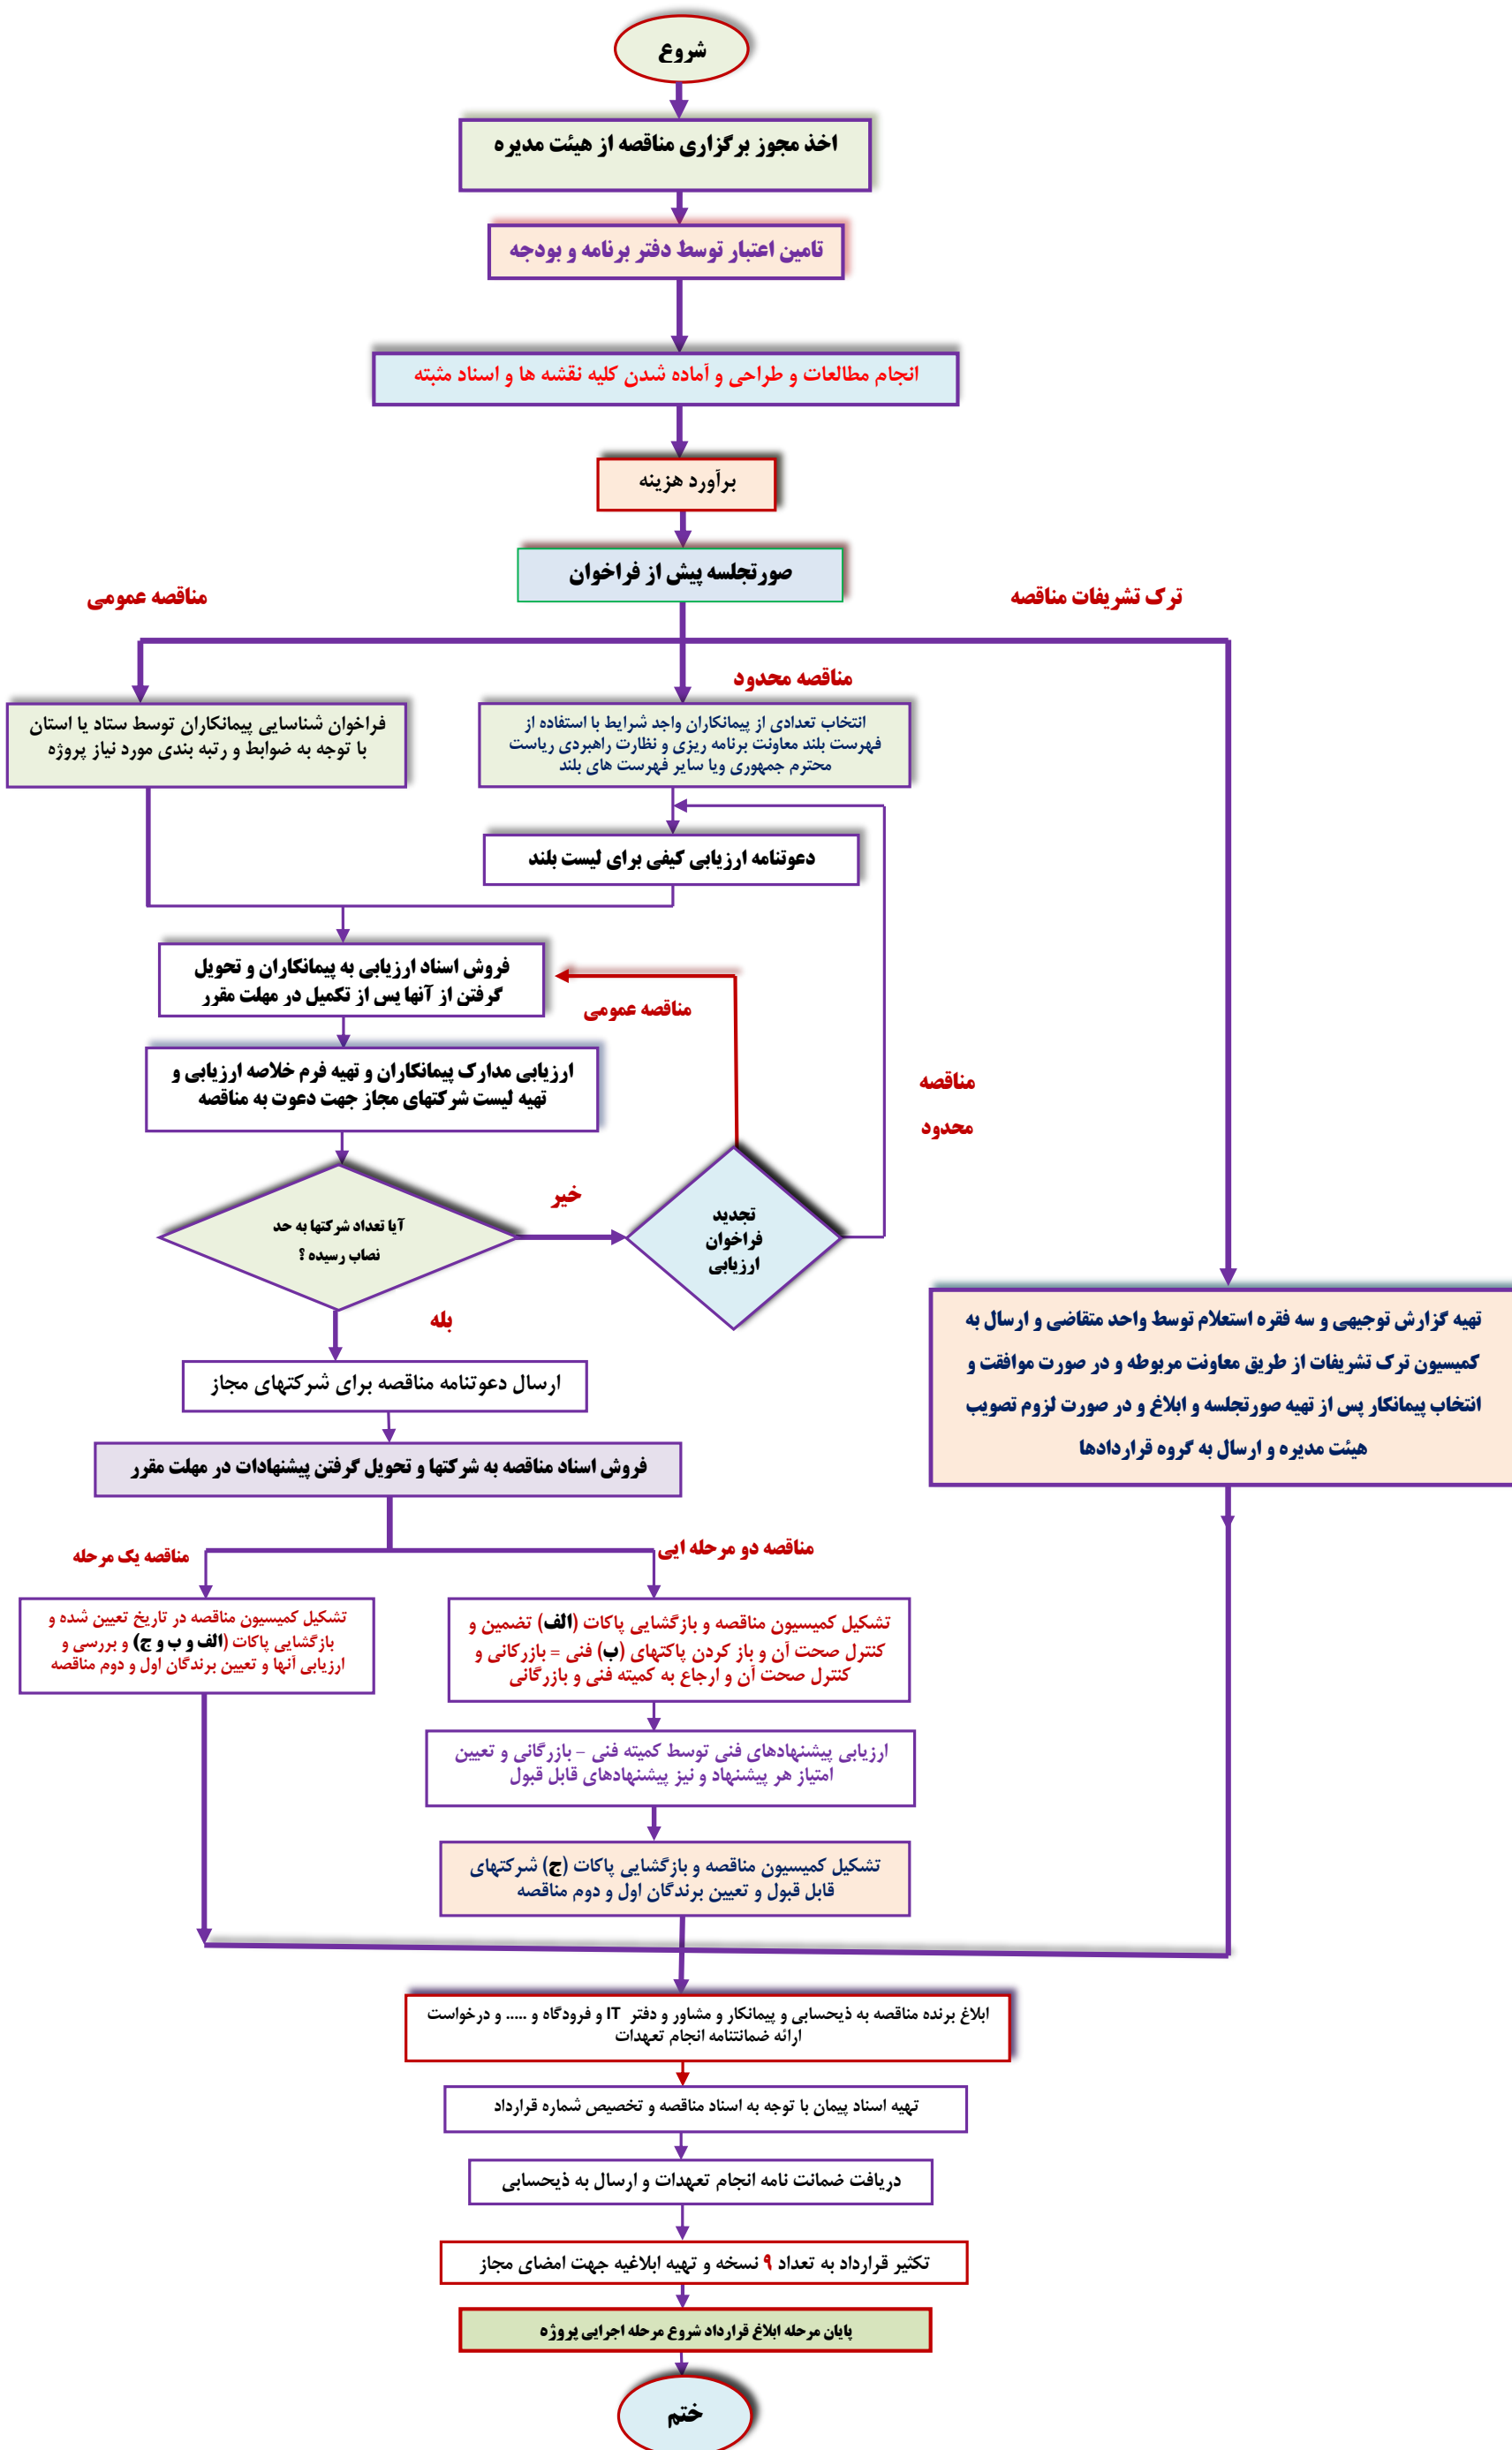 شروع
اخذ مجوز برگزاری مناقصه از هیئت مدیره
تامین اعتبار توسط دفتر برنامه و بودجه
انجام مطالعات و طراحی و آماده شدن کلیه نقشه ها و اسناد مثبته
برآورد هزینه
صورتجلسه پیش از فراخوان
ترک تشریفات مناقصه
مناقصه عمومی
مناقصه محدود
انتخاب تعدادی از پیمانکاران واجد شرایط با استفاده از
فهرست بلند معاونت برنامه ریزی و نظارت راهبردی ریاست
محترم جمهوری ویا سایر فهرست های بلند
فراخوان شناسایی پیمانکاران توسط ستاد یا استان
با توجه به ضوابط و رتبه بندی مورد نیاز پروژه
دعوتنامه ارزیابی کیفی برای لیست بلند
فروش اسناد ارزیابی به پیمانکاران و تحویل
گرفتن از آنها پس از تکمیل در مهلت مقرر
مناقصه عمومی
ارزیابی مدارک پیمانکاران و تهیه فرم خلاصه ارزیابی و
تهیه لیست شرکتهای مجاز جهت دعوت به مناقصه
مناقصه
محدود
آیا تعداد شرکتها به حد
نصاب رسیده ؟
خیر
تجدید
فراخوان
ارزیابی
بله
تهیه گزارش توجیهی و سه فقره استعلام توسط واحد متقاضی و ارسال به
کمیسیون ترک تشریفات از طریق معاونت مربوطه و در صورت موافقت و
انتخاب پیمانکار پس از تهیه صورتجلسه و ابلاغ و در صورت لزوم تصویب
هیئت مدیره و ارسال به گروه قراردادها
ارسال دعوتنامه مناقصه برای شرکتهای مجاز
فروش اسناد مناقصه به شرکتها و تحویل گرفتن پیشنهادات در مهلت مقرر
مناقصه دو مرحله ایی
مناقصه یک مرحله
تشکیل کمیسیون مناقصه و بازگشایی پاکات (الف) تضمین و
کنترل صحت آن و باز کردن پاکتهای (ب) فنی = بازرکانی و
کنترل صحت آن و ارجاع به کمیته فنی و بازرگانی
تشکیل کمیسیون مناقصه در تاریخ تعیین شده و
بازگشایی پاکات (الف و ب و ج) و بررسی و
ارزیابی آنها و تعیین برندگان اول و دوم مناقصه
ارزیابی پیشنهادهای فنی توسط کمیته فنی – بازرگانی و تعیین
امتیاز هر پیشنهاد و نیز پیشنهادهای قابل قبول
تشکیل کمیسیون مناقصه و بازگشایی پاکات (ج) شرکتهای
قابل قبول و تعیین برندگان اول و دوم مناقصه
ابلاغ برنده مناقصه به ذیحسابی و پیمانکار و مشاور و دفتر IT و فرودگاه و ..... و درخواست
ارائه ضمانتنامه انجام تعهدات
تهیه اسناد پیمان با توجه به اسناد مناقصه و تخصیص شماره قرارداد
دریافت ضمانت نامه انجام تعهدات و ارسال به ذیحسابی
تکثیر قرارداد به تعداد ۹ نسخه و تهیه ابلاغیه جهت امضای مجاز
پایان مرحله ابلاغ قرارداد شروع مرحله اجرایی پروژه
ختم